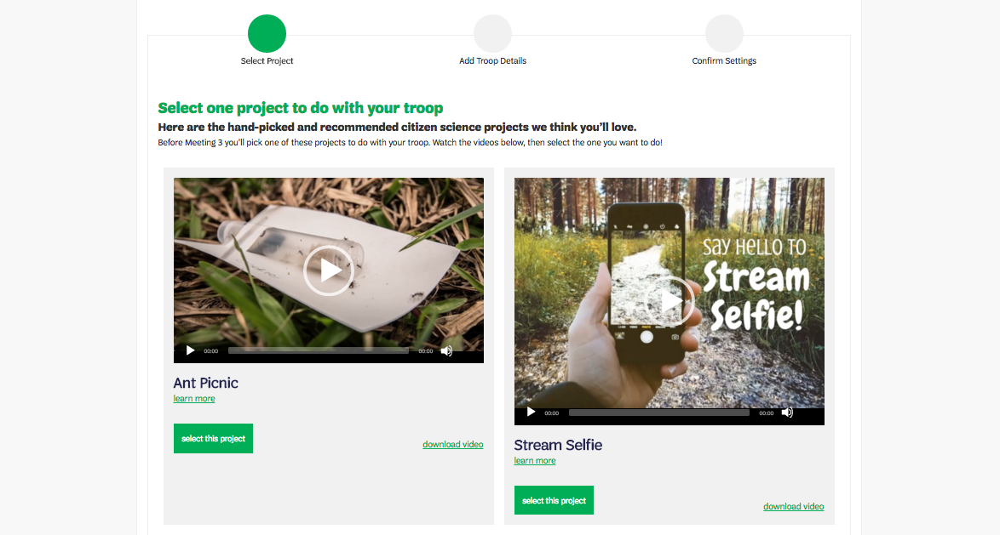 Select Project
Add Troop Details
Confirm Settings
Select one project to do with your troop
Here are the hand-picked and recommended citizen science projects we think you'll love.
Before Meeting 3 you'll pick one of these projects to do with your troop. Watch the videos below, then select the one you want to do!
00:00
00:00
Ant Picnic
learn more
select this project
download video
SAY HELLO TO
Stream
Selfie!
00:00
00:00
Stream Selfie
learn more
select this project
download video